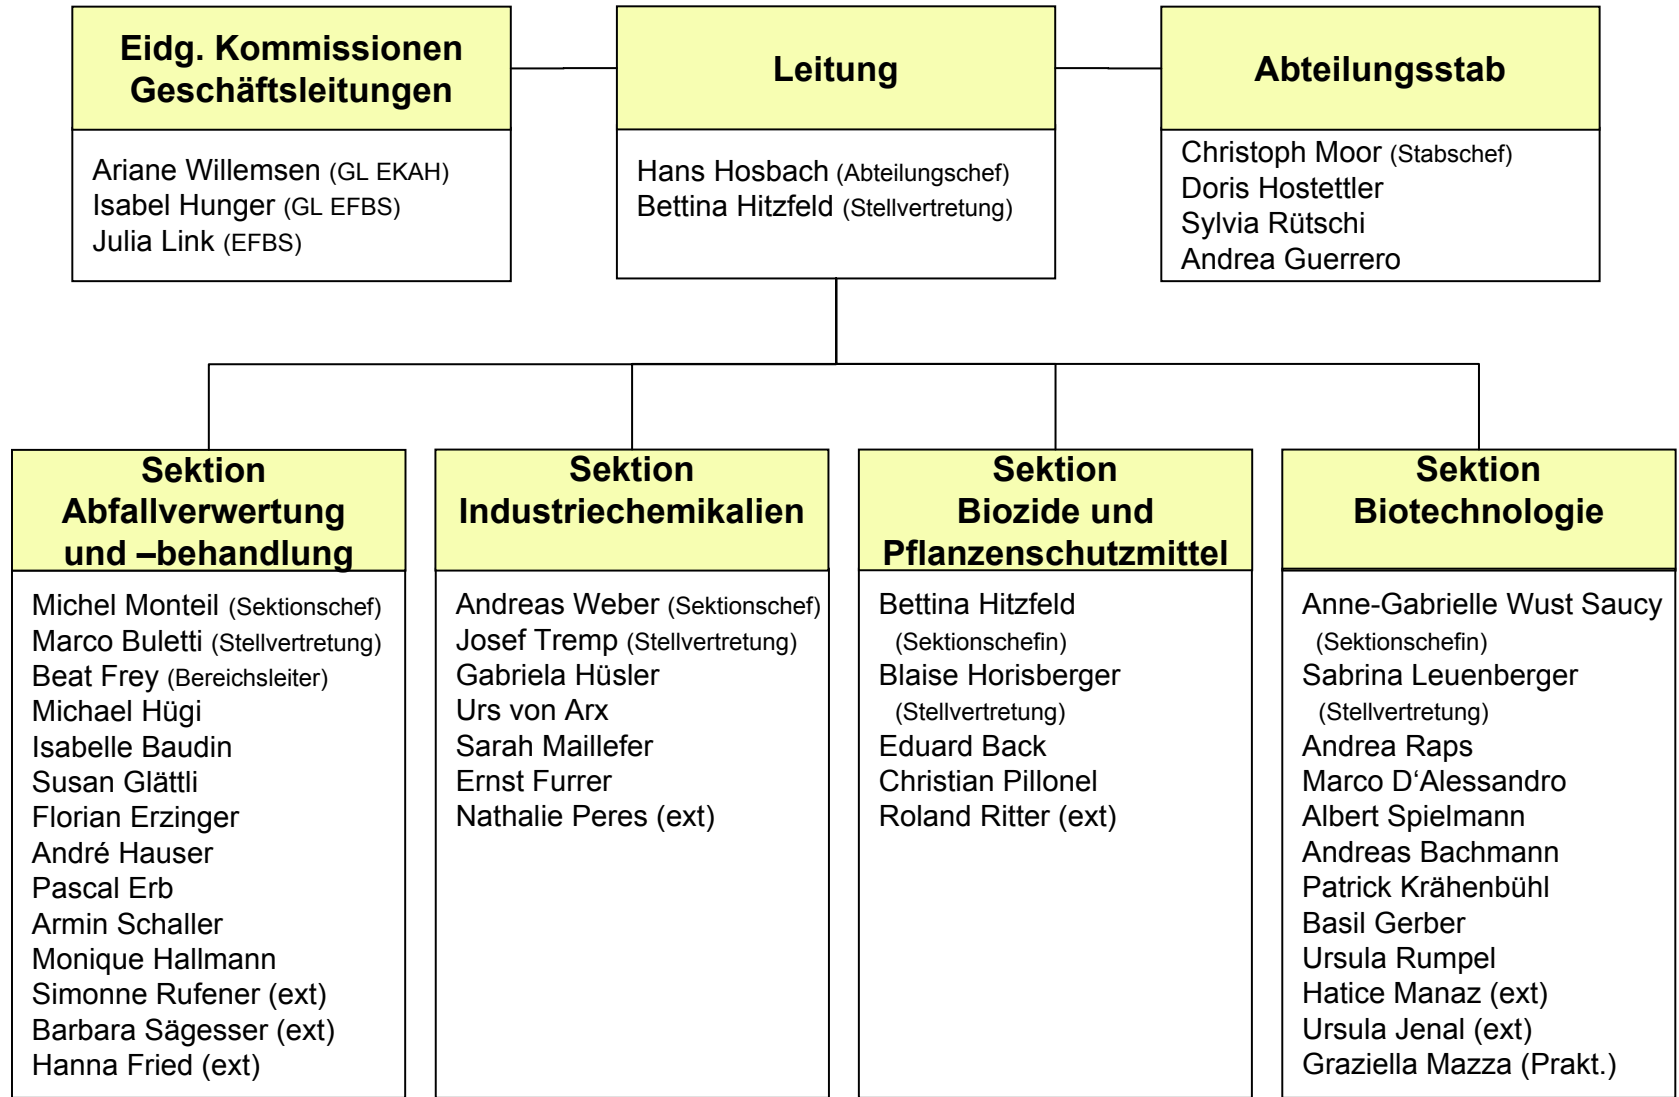 Eidg. Kommissionen
Geschäftsleitungen
Ariane Willemsen (GL EKAH)
Isabel Hunger (GL EFBS)
Julia Link (EFBS)
Leitung
Hans Hosbach (Abteilungschef)
Bettina Hitzfeld (Stellvertretung)
Abteilungsstab
Christoph Moor (Stabschef)
Doris Hostettler
Sylvia Rütschi
Andrea Guerrero
Sektion
Abfallverwertung
und –behandlung
Michel Monteil (Sektionschef)
Marco Buletti (Stellvertretung)
Beat Frey (Bereichsleiter)
Michael Hügi
Isabelle Baudin
Susan Glättli
Florian Erzinger
André Hauser
Pascal Erb
Armin Schaller
Monique Hallmann
Simonne Rufener (ext)
Barbara Sägesser (ext)
Hanna Fried (ext)
Sektion
Industriechemikalien
Andreas Weber (Sektionschef)
Josef Tremp (Stellvertretung)
Gabriela Hüsler
Urs von Arx
Sarah Maillefer
Ernst Furrer
Nathalie Peres (ext)
Sektion
Biozide und
Pflanzenschutzmittel
Bettina Hitzfeld
(Sektionschefin)
Blaise Horisberger
(Stellvertretung)
Eduard Back
Christian Pillonel
Roland Ritter (ext)
Sektion
Biotechnologie
Anne-Gabrielle Wust Saucy
(Sektionschefin)
Sabrina Leuenberger
(Stellvertretung)
Andrea Raps
Marco D‘Alessandro
Albert Spielmann
Andreas Bachmann
Patrick Krähenbühl
Basil Gerber
Ursula Rumpel
Hatice Manaz (ext)
Ursula Jenal (ext)
Graziella Mazza (Prakt.)